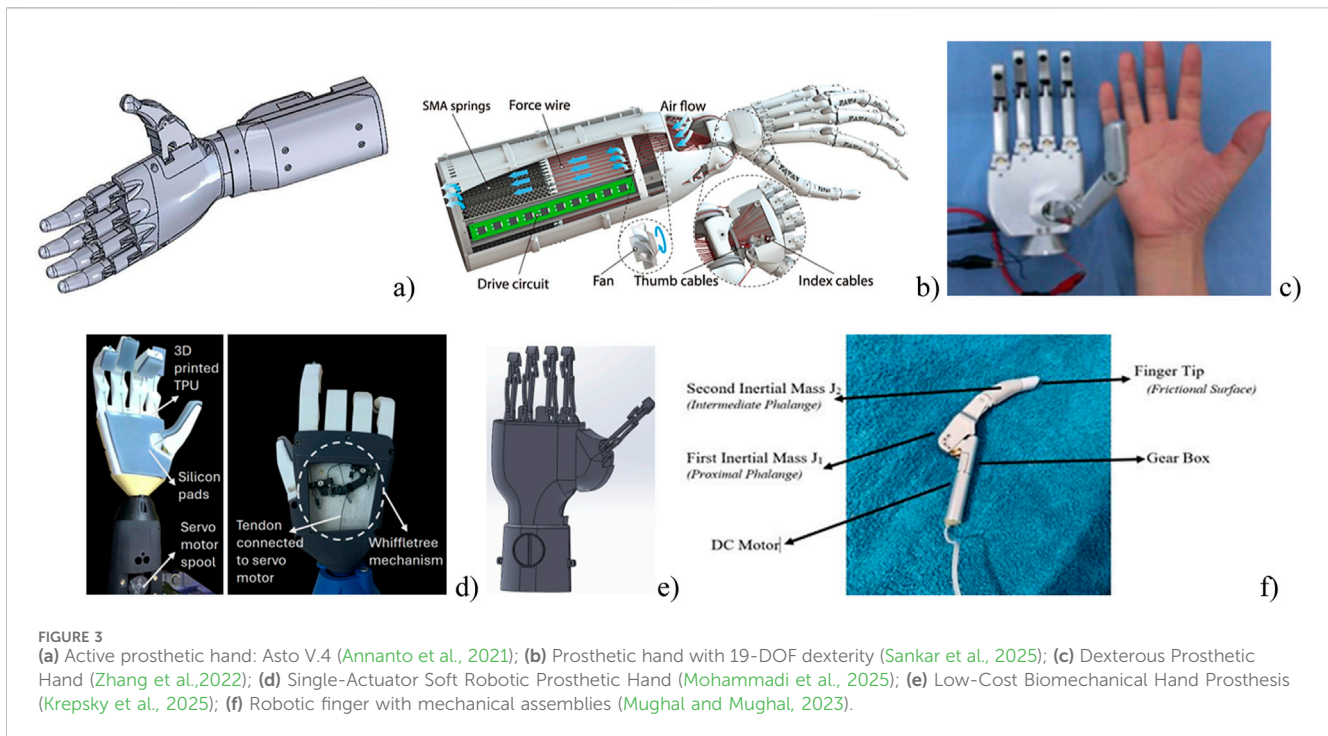 a)
SMA springs
Force wire
Air flow
Fan
Drive circuit
Thumb cables
Index cables
b)
c)
3D
printed
TPU
Silicon
pads
Servo
motor
spool
Tendon
connected
to servo
motor
Whiffletree
mechanism
d)
e)
Second Inertial Mass J₂
(Intermediate Phalange)
First Inertial Mass J₁
(Proximal Phalange)
DC Motor
Finger Tip
(Frictional Surface)
Gear Box
f)
FIGURE 3
(a) Active prosthetic hand: Asto V.4 (Annanto et al., 2021); (b) Prosthetic hand with 19-DOF dexterity (Sankar et al., 2025); (c) Dexterous Prosthetic
Hand (Zhang et al.,2022); (d) Single-Actuator Soft Robotic Prosthetic Hand (Mohammadi et al., 2025); (e) Low-Cost Biomechanical Hand Prosthesis
(Krepsky et al., 2025); (f) Robotic finger with mechanical assemblies (Mughal and Mughal, 2023).